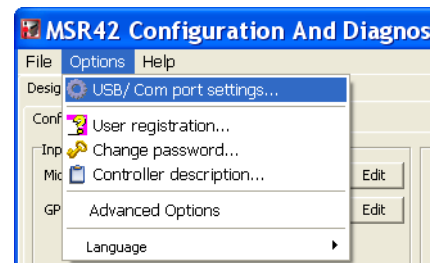 MSR42 Configuration And Diagnos
File Options Help
Desig
USB/ Com port settings...
Conf
User registration...
Inp
Change password...
Mic
Controller description...
Edit
GP
Advanced Options
Edit
Language